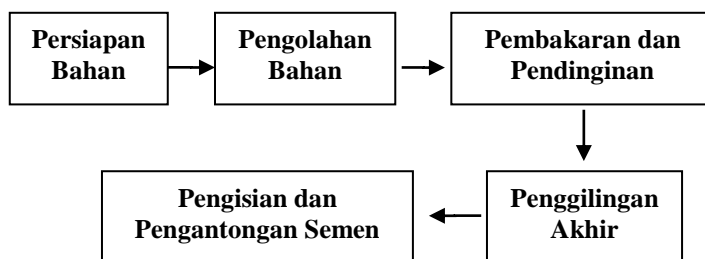 Persiapan
Bahan
Pengolahan
Bahan
Pembakaran dan
Pendinginan
Penggilingan
Akhir
Pengisian dan
Pengantongan Semen